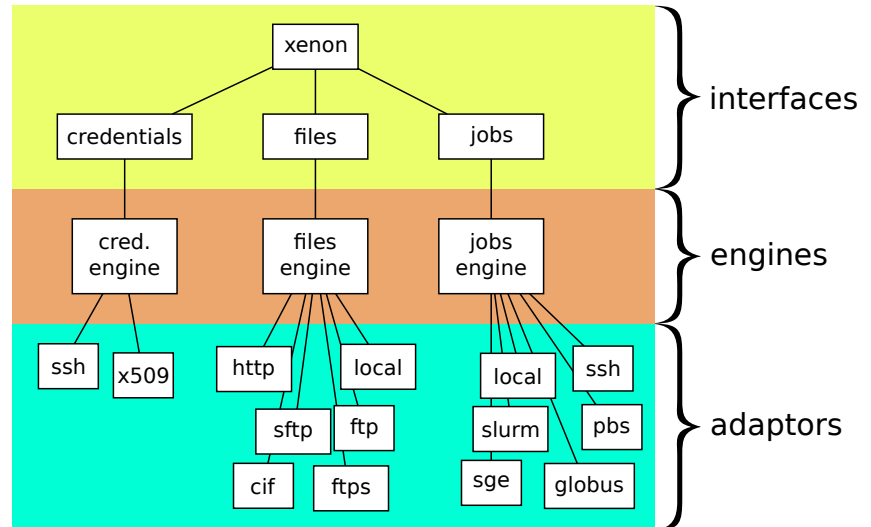 xenon
interfaces
credentials
files
jobs
cred.
engine
files
engine
jobs
engine
engines
ssh
x509
http
local
sftp
ftp
cif
ftps
local
ssh
slurm
pbs
sge
globus
adaptors